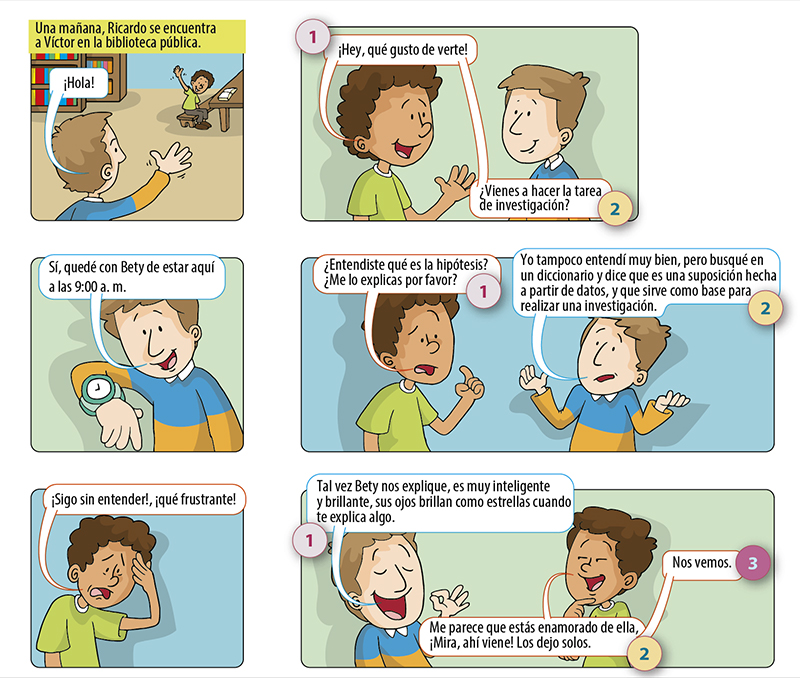 Una mañana, Ricardo se encuentra
a Víctor en la biblioteca pública.
¡Hola!
1
¡Hey, qué gusto de verte!
¿Vienes a hacer la tarea
de investigación?
2
Sí, quedé con Bety de estar aquí
a las 9:00 a. m.
¿Entendiste qué es la hipótesis?
¿Me lo explicas por favor?
1
Yo tampoco entendí muy bien, pero busqué en
un diccionario y dice que es una suposición hecha
a partir de datos, y que sirve como base para
realizar una investigación.
2
¡Sigo sin entender!, ¡qué frustrante!
Tal vez Bety nos explique, es muy inteligente
y brillante, sus ojos brillan como estrellas cuando
te explica algo.
1
Me parece que estás enamorado de ella,
¡Mira, ahí viene! Los dejo solos.
2
Nos vemos.
3